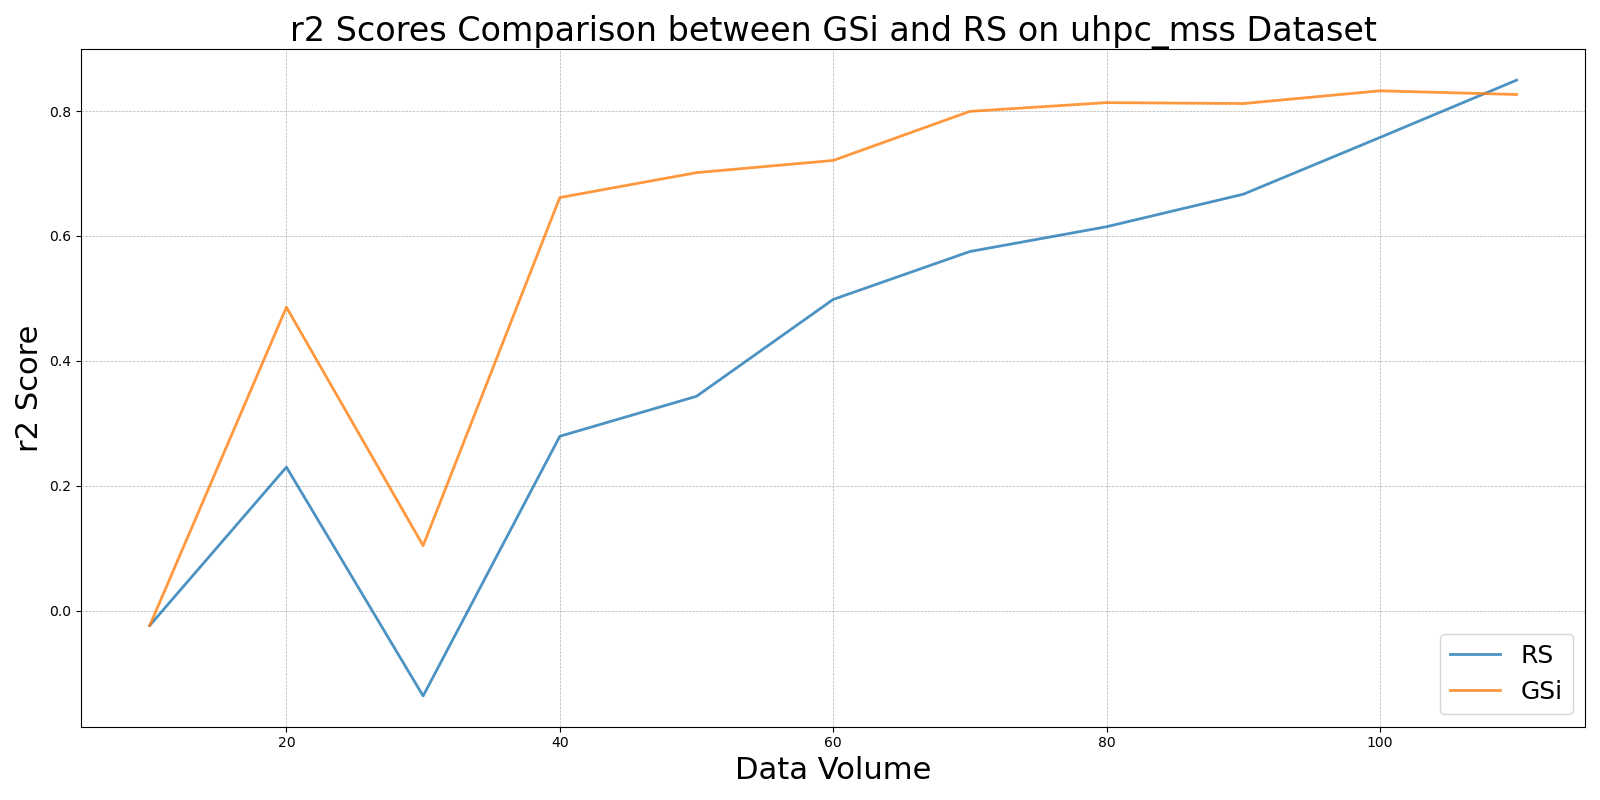 r2 Scores Comparison between GSi and RS on uhpc_mss Dataset
0.8
0.6
0.4
0.2
0.0
r2 Score
20 40 60 80 100
Data Volume
RS
GSi